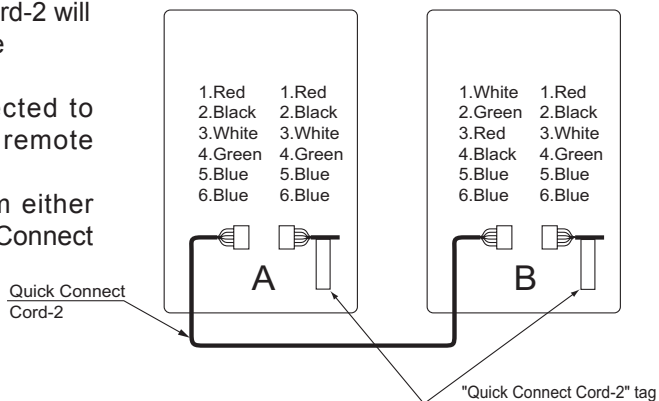 rd-2 will
e
cted to
remote
n either
Connect
1.Red 1.Red
2.Black 2.Black
3.White 3.White
4.Green 4.Green
5.Blue 5.Blue
6.Blue 6.Blue
A
1.White 1.Red
2.Green 2.Black
3.Red 3.White
4.Black 4.Green
5.Blue 5.Blue
6.Blue 6.Blue
B
Quick Connect
Cord-2
"Quick Connect Cord-2" tag